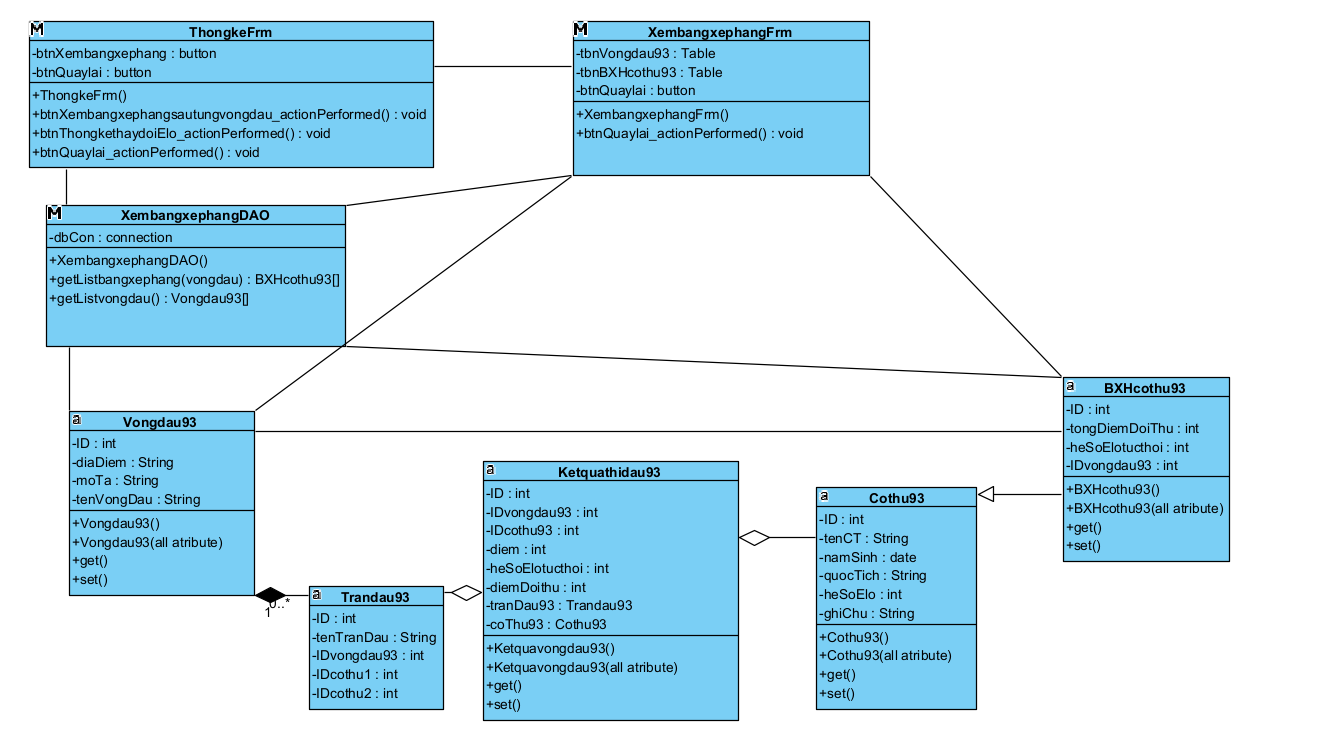 M
ThongkeFrm
-btnXembangxephang : button
-btnQuaylai : button
+ThongkeFrm()
+btnXembangxephangsautungvongdau_actionPerformed() : void
+btnThongkethaydoiElo_actionPerformed() : void
+btnQuaylai_actionPerformed() : void
M
XembangxephangFrm
-tbnVongdau93 : Table
-tbnBXHcothu93 : Table
-btnQuaylai : button
+XembangxephangFrm()
+btnQuaylai_actionPerformed() : void
M
XembangxephangDAO
-dbCon : connection
+XembangxephangDAO()
+getListbangxephang(vongdau) : BXHcothu93[]
+getListvongdau() : Vongdau93[]
a
BXHcothu93
-ID : int
-tongDiemDoiThu : int
-heSoElotucthoi : int
-IDvongdau93 : int
+BXHcothu93()
+BXHcothu93(all atribute)
+get()
+set()
a
Vongdau93
-ID : int
-diaDiem : String
-moTa : String
-tenVongDau : String
+Vongdau93()
+Vongdau93(all atribute)
+get()
+set()
0..*
1
a
Trandau93
-ID : int
-tenTranDau : String
-IDvongdau93 : int
-IDcothu1 : int
-IDcothu2 : int
a
Ketquathidau93
-ID : int
-IDvongdau93 : int
-IDcothu93 : int
-diem : int
-heSoElotucthoi : int
-diemDoithu : int
-tranDau93 : Trandau93
-coThu93 : Cothu93
+Ketquavongdau93()
+Ketquavongdau93(all atribute)
+get()
+set()
a
Cothu93
-ID : int
-tenCT : String
-namSinh : date
-quocTich : String
-heSoElo : int
-ghiChu : String
+Cothu93()
+Cothu93(all atribute)
+get()
+set()